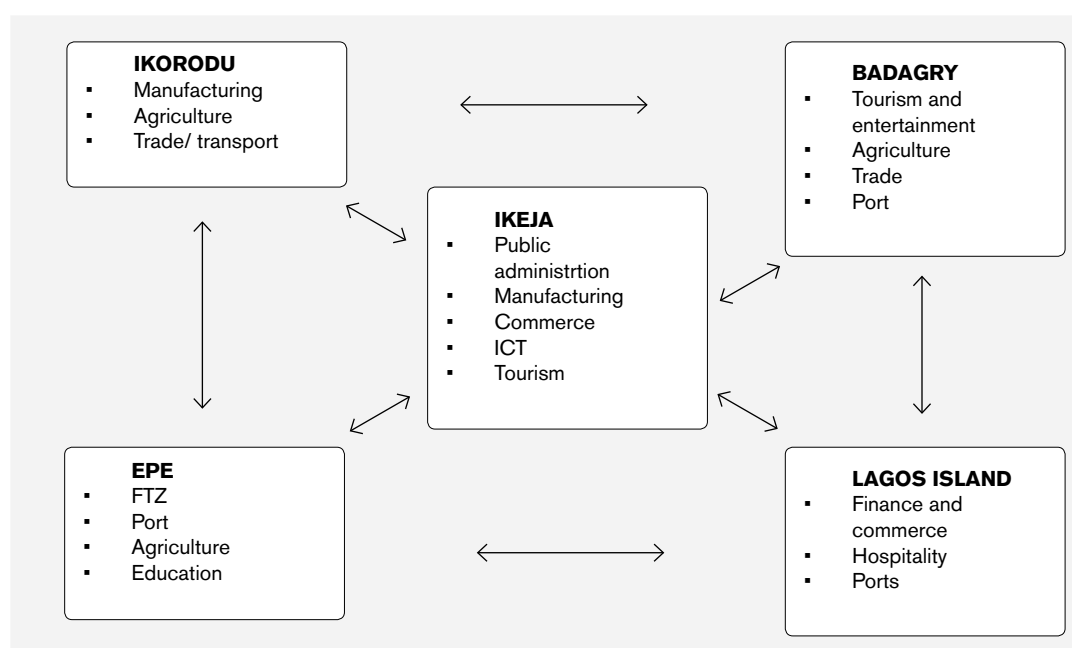 IKORODU
▪ Manufacturing
▪ Agriculture
▪ Trade/ transport
BADAGRY
▪ Tourism and
entertainment
▪ Agriculture
▪ Trade
▪ Port
IKEJA
▪ Public
administrtion
▪ Manufacturing
▪ Commerce
▪ ICT
▪ Tourism
EPE
▪ FTZ
▪ Port
▪ Agriculture
▪ Education
LAGOS ISLAND
▪ Finance and
commerce
▪ Hospitality
▪ Ports